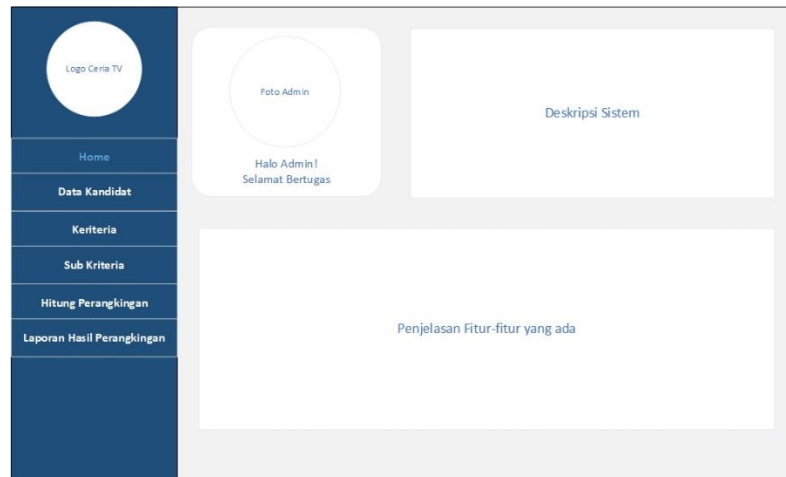 Logo Ceria TV
Home
Data Kandidat
Keriteria
Sub Kriteria
Hitung Perangkingan
Laporan Hasil Perangkingan
Foto Admin
Halo Admin!
Selamat Bertugas
Deskripsi Sistem
Penjelasan Fitur-fitur yang ada